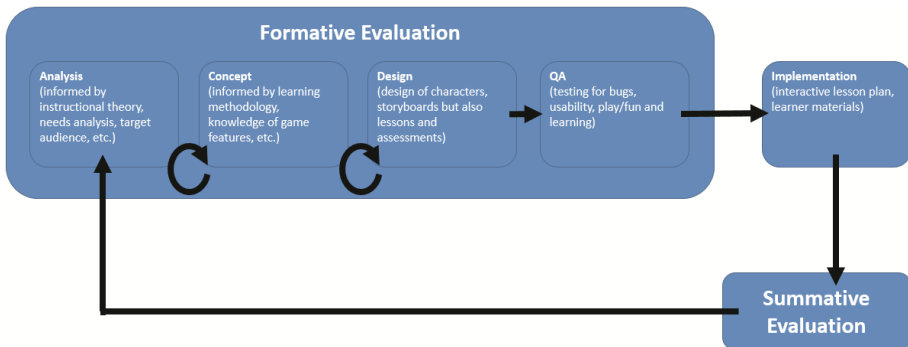 Formative Evaluation
Analysis
(informed by
instructional theory,
needs analysis, target
audience, etc.)
Concept
(informed by learning
methodology,
knowledge of game
features, etc.)
Design
(design of characters,
storyboards but also
lessons and
assessments)
QA
(testing for bugs,
usability, play/fun and
learning)
Implementation
(interactive lesson plan,
learner materials)
Summative
Evaluation